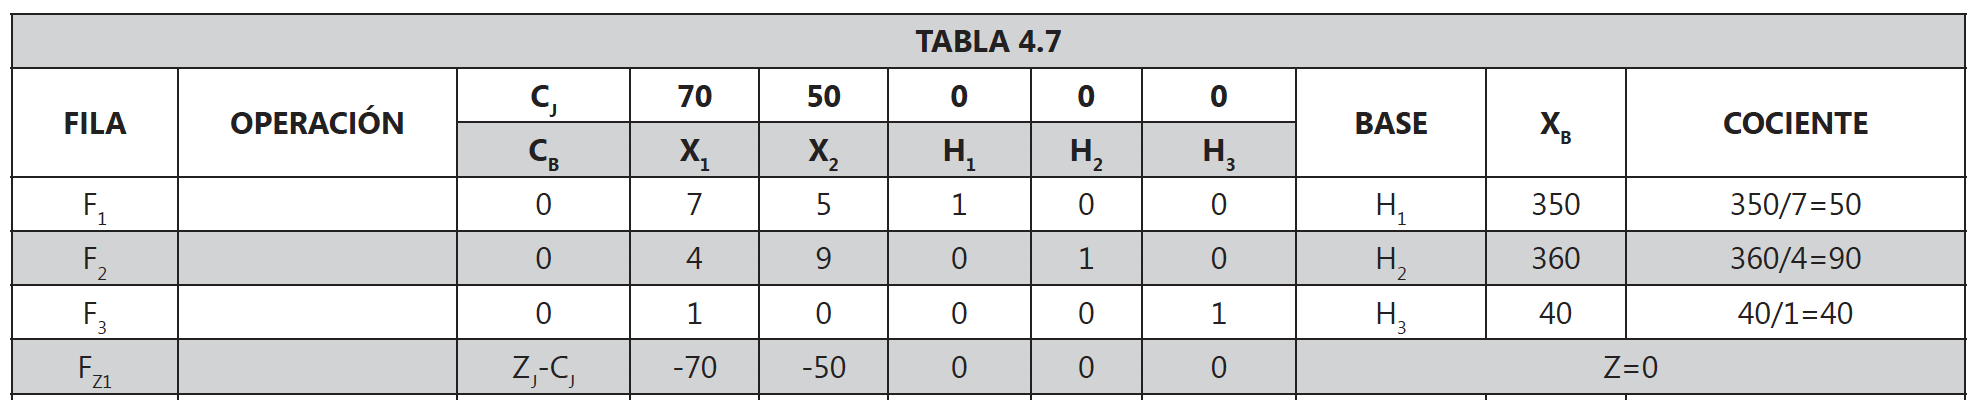 TABLA 4.7
FILA OPERACIÓN C_J 70 50 0 0 0 BASE X_B COCIENTE
C_B X_1 X_2 H_1 H_2 H_3
F_1 0 7 5 1 0 0 H_1 350 350/7=50
F_2 0 4 9 0 1 0 H_2 360 360/4=90
F_3 0 1 0 0 0 1 H_3 40 40/1=40
F_Z1 Z_J-C_J -70 -50 0 0 0 Z=0